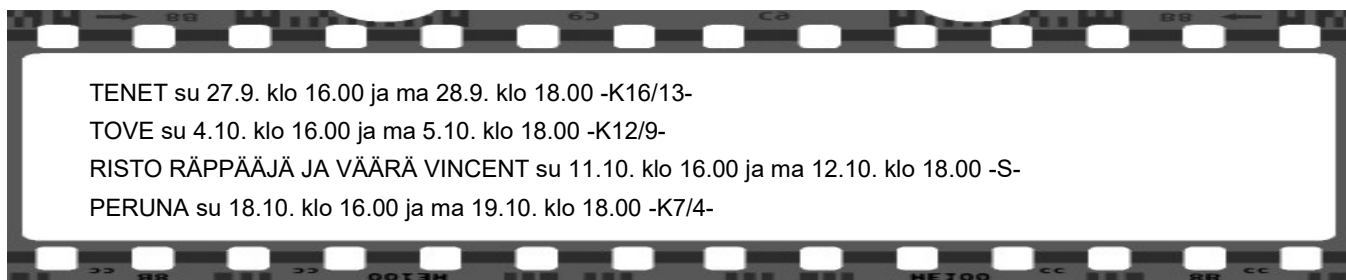 TENET su 27.9. klo 16.00 ja ma 28.9. klo 18.00 -K16/13-
TOVE su 4.10. klo 16.00 ja ma 5.10. klo 18.00 -K12/9-
RISTO RÄPPÄÄJÄ JA VÄÄRÄ VINCENT su 11.10. klo 16.00 ja ma 12.10. klo 18.00 -S-
PERUNA su 18.10. klo 16.00 ja ma 19.10. klo 18.00 -K7/4-